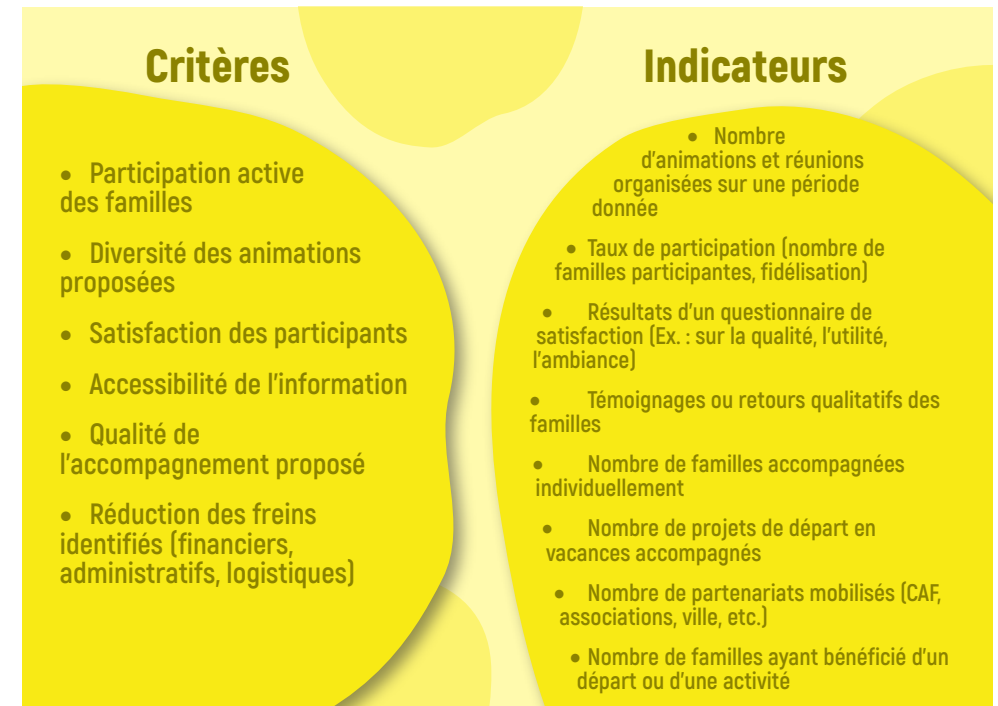 Critères
• Participation active
des familles
• Diversité des animations
proposées
• Satisfaction des participants
• Accessibilité de l'information
• Qualité de
l'accompagnement proposé
• Réduction des freins
identifiés (financiers,
administratifs, logistiques)
Indicateurs
• Nombre
d'animations et réunions
organisées sur une période
donnée
• Taux de participation (nombre de
familles participantes, fidélisation)
• Résultats d'un questionnaire de
satisfaction (Ex. : sur la qualité, l'utilité,
l'ambiance)
• Témoignages ou retours qualitatifs des
familles
• Nombre de familles accompagnées
individuellement
• Nombre de projets de départ en
vacances accompagnés
• Nombre de partenariats mobilisés (CAF,
associations, ville, etc.)
• Nombre de familles ayant bénéficié d'un
départ ou d'une activité